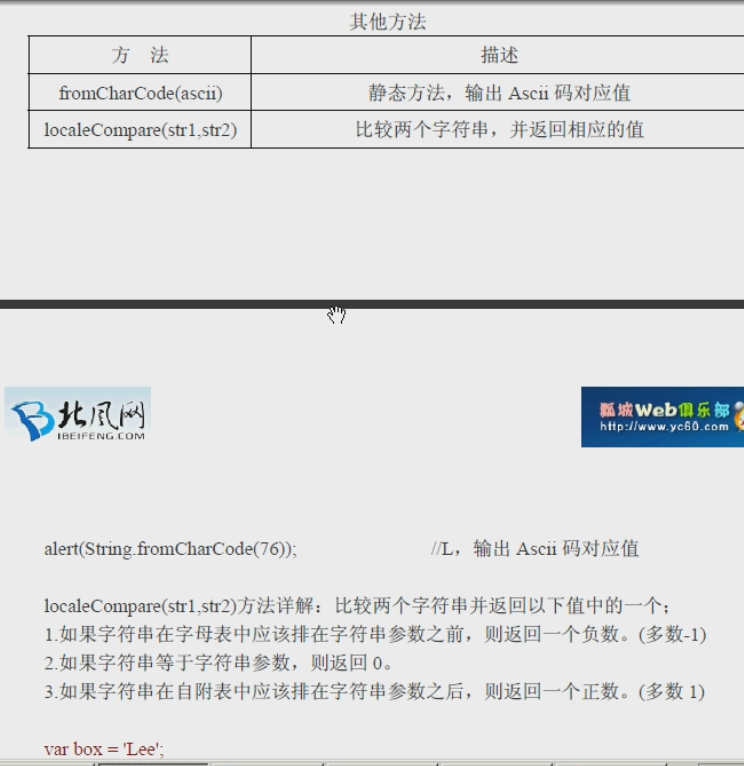 其他方法
方 法 描述
fromCharCode(ascii) 静态方法，输出 Ascii 码对应值
localeCompare(str1,str2) 比较两个字符串，并返回相应的值
北风网
IBEIFENG.COM
瓢城Web俱乐部
http://www.yc60.com
alert(String.fromCharCode(76)); //L，输出 Ascii 码对应值
localeCompare(str1,str2)方法详解：比较两个字符串并返回以下值中的一个；
1.如果字符串在字母表中应该排在字符串参数之前，则返回一个负数。(多数-1)
2.如果字符串等于字符串参数，则返回 0。
3.如果字符串在自附表中应该排在字符串参数之后，则返回一个正数。(多数 1)
var box = 'Lee';